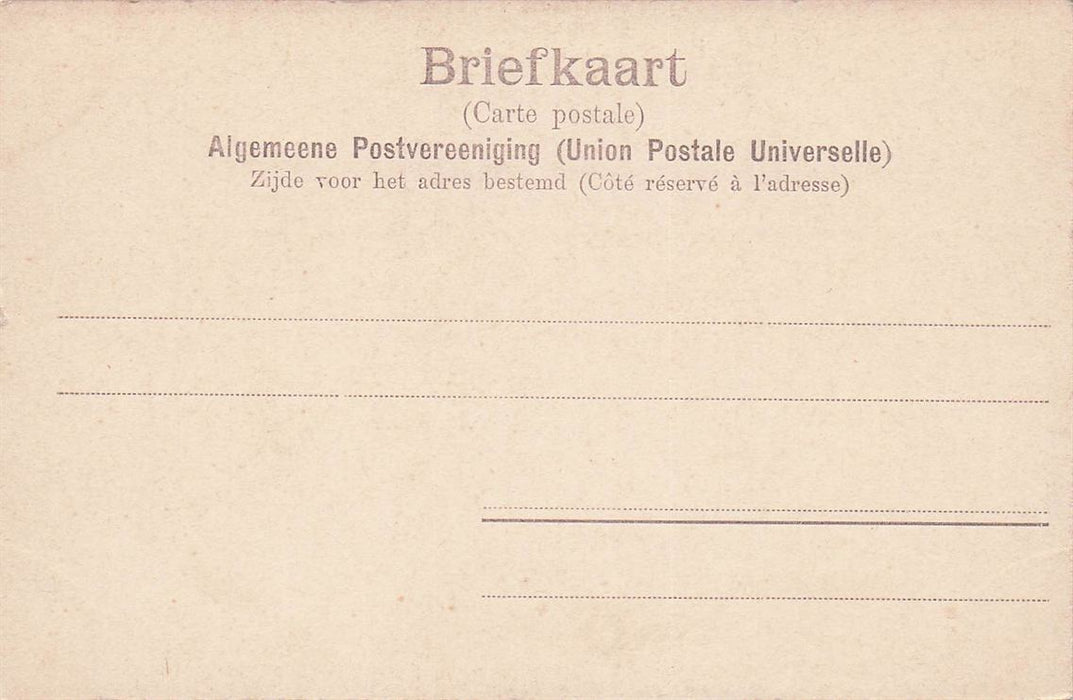 Briefkaart
(Carte postale)
Algemeene Postvereeniging (Union Postale Universelle)
Zijde voor het adres bestemd (Côté réservé à l'adresse)